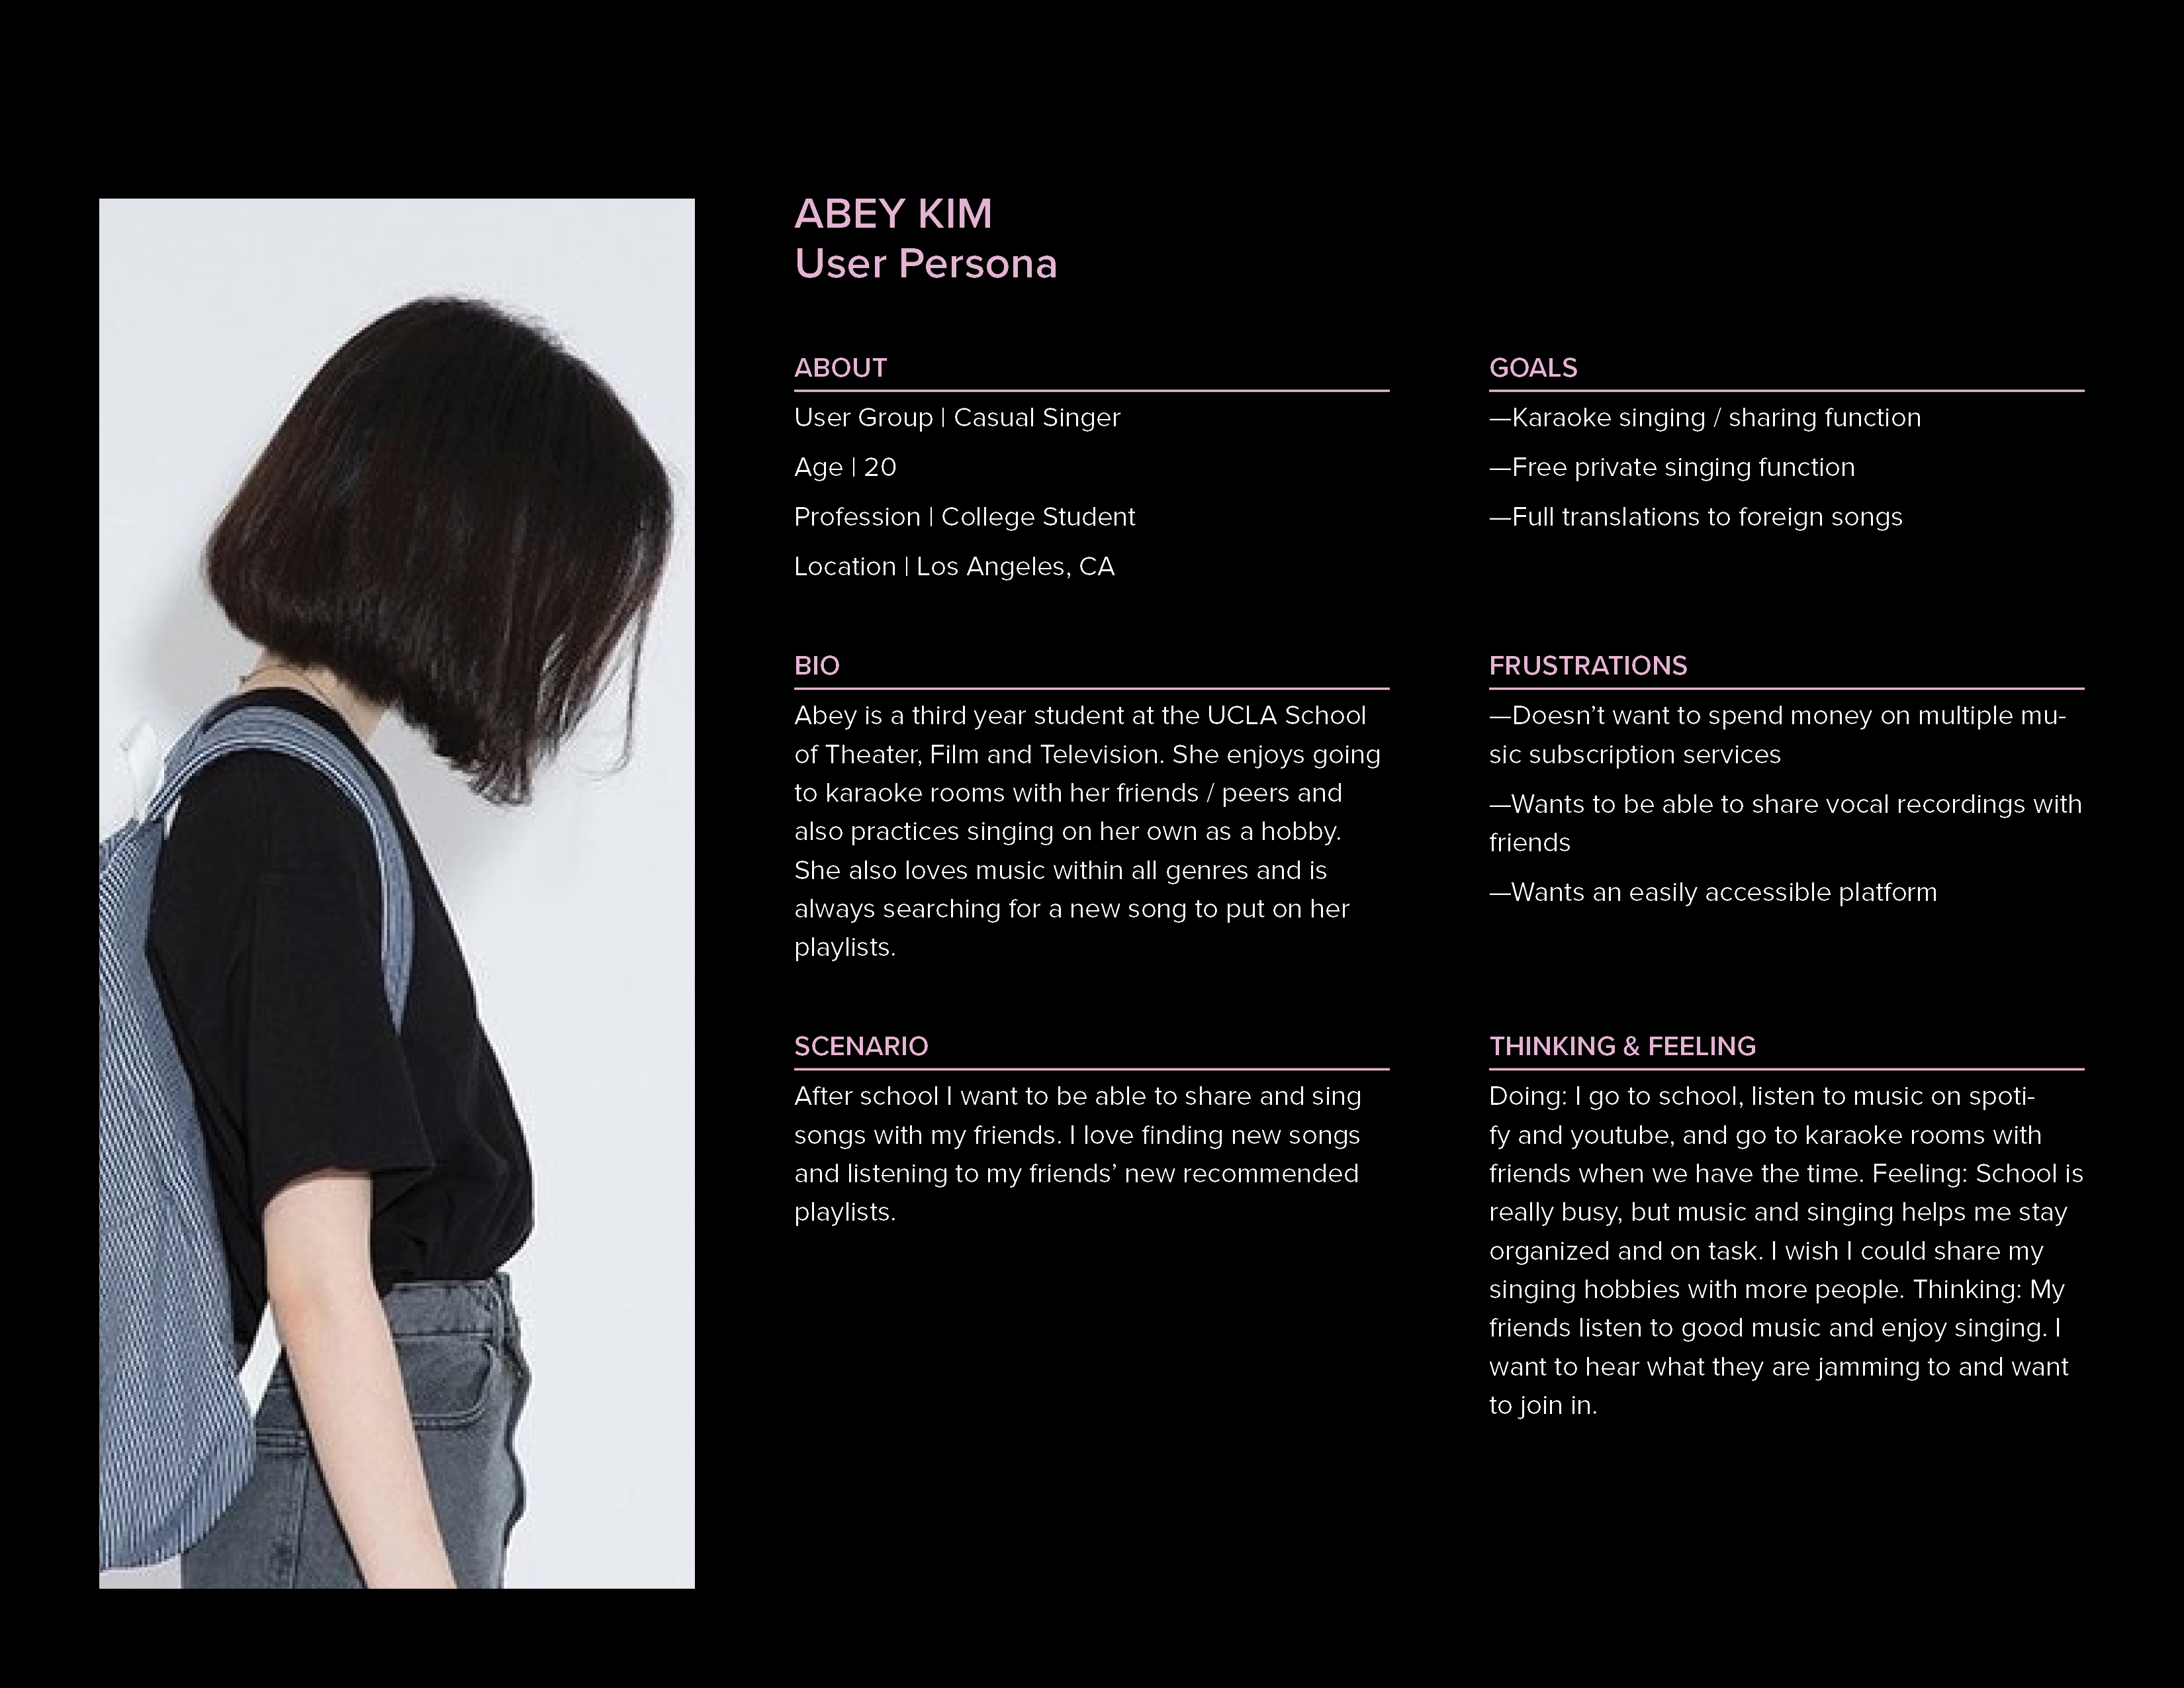 ABEY KIM
User Persona
ABOUT
User Group | Casual Singer
Age | 20
Profession | College Student
Location | Los Angeles, CA
BIO
Abey is a third year student at the UCLA School
of Theater, Film and Television. She enjoys going
to karaoke rooms with her friends / peers and
also practices singing on her own as a hobby.
She also loves music within all genres and is
always searching for a new song to put on her
playlists.
SCENARIO
After school I want to be able to share and sing
songs with my friends. I love finding new songs
and listening to my friends’ new recommended
playlists.
GOALS
—Karaoke singing / sharing function
—Free private singing function
—Full translations to foreign songs
FRUSTRATIONS
—Doesn’t want to spend money on multiple mu-
sic subscription services
—Wants to be able to share vocal recordings with
friends
—Wants an easily accessible platform
THINKING & FEELING
Doing: I go to school, listen to music on spoti-
fy and youtube, and go to karaoke rooms with
friends when we have the time. Feeling: School is
really busy, but music and singing helps me stay
organized and on task. I wish I could share my
singing hobbies with more people. Thinking: My
friends listen to good music and enjoy singing. I
want to hear what they are jamming to and want
to join in.